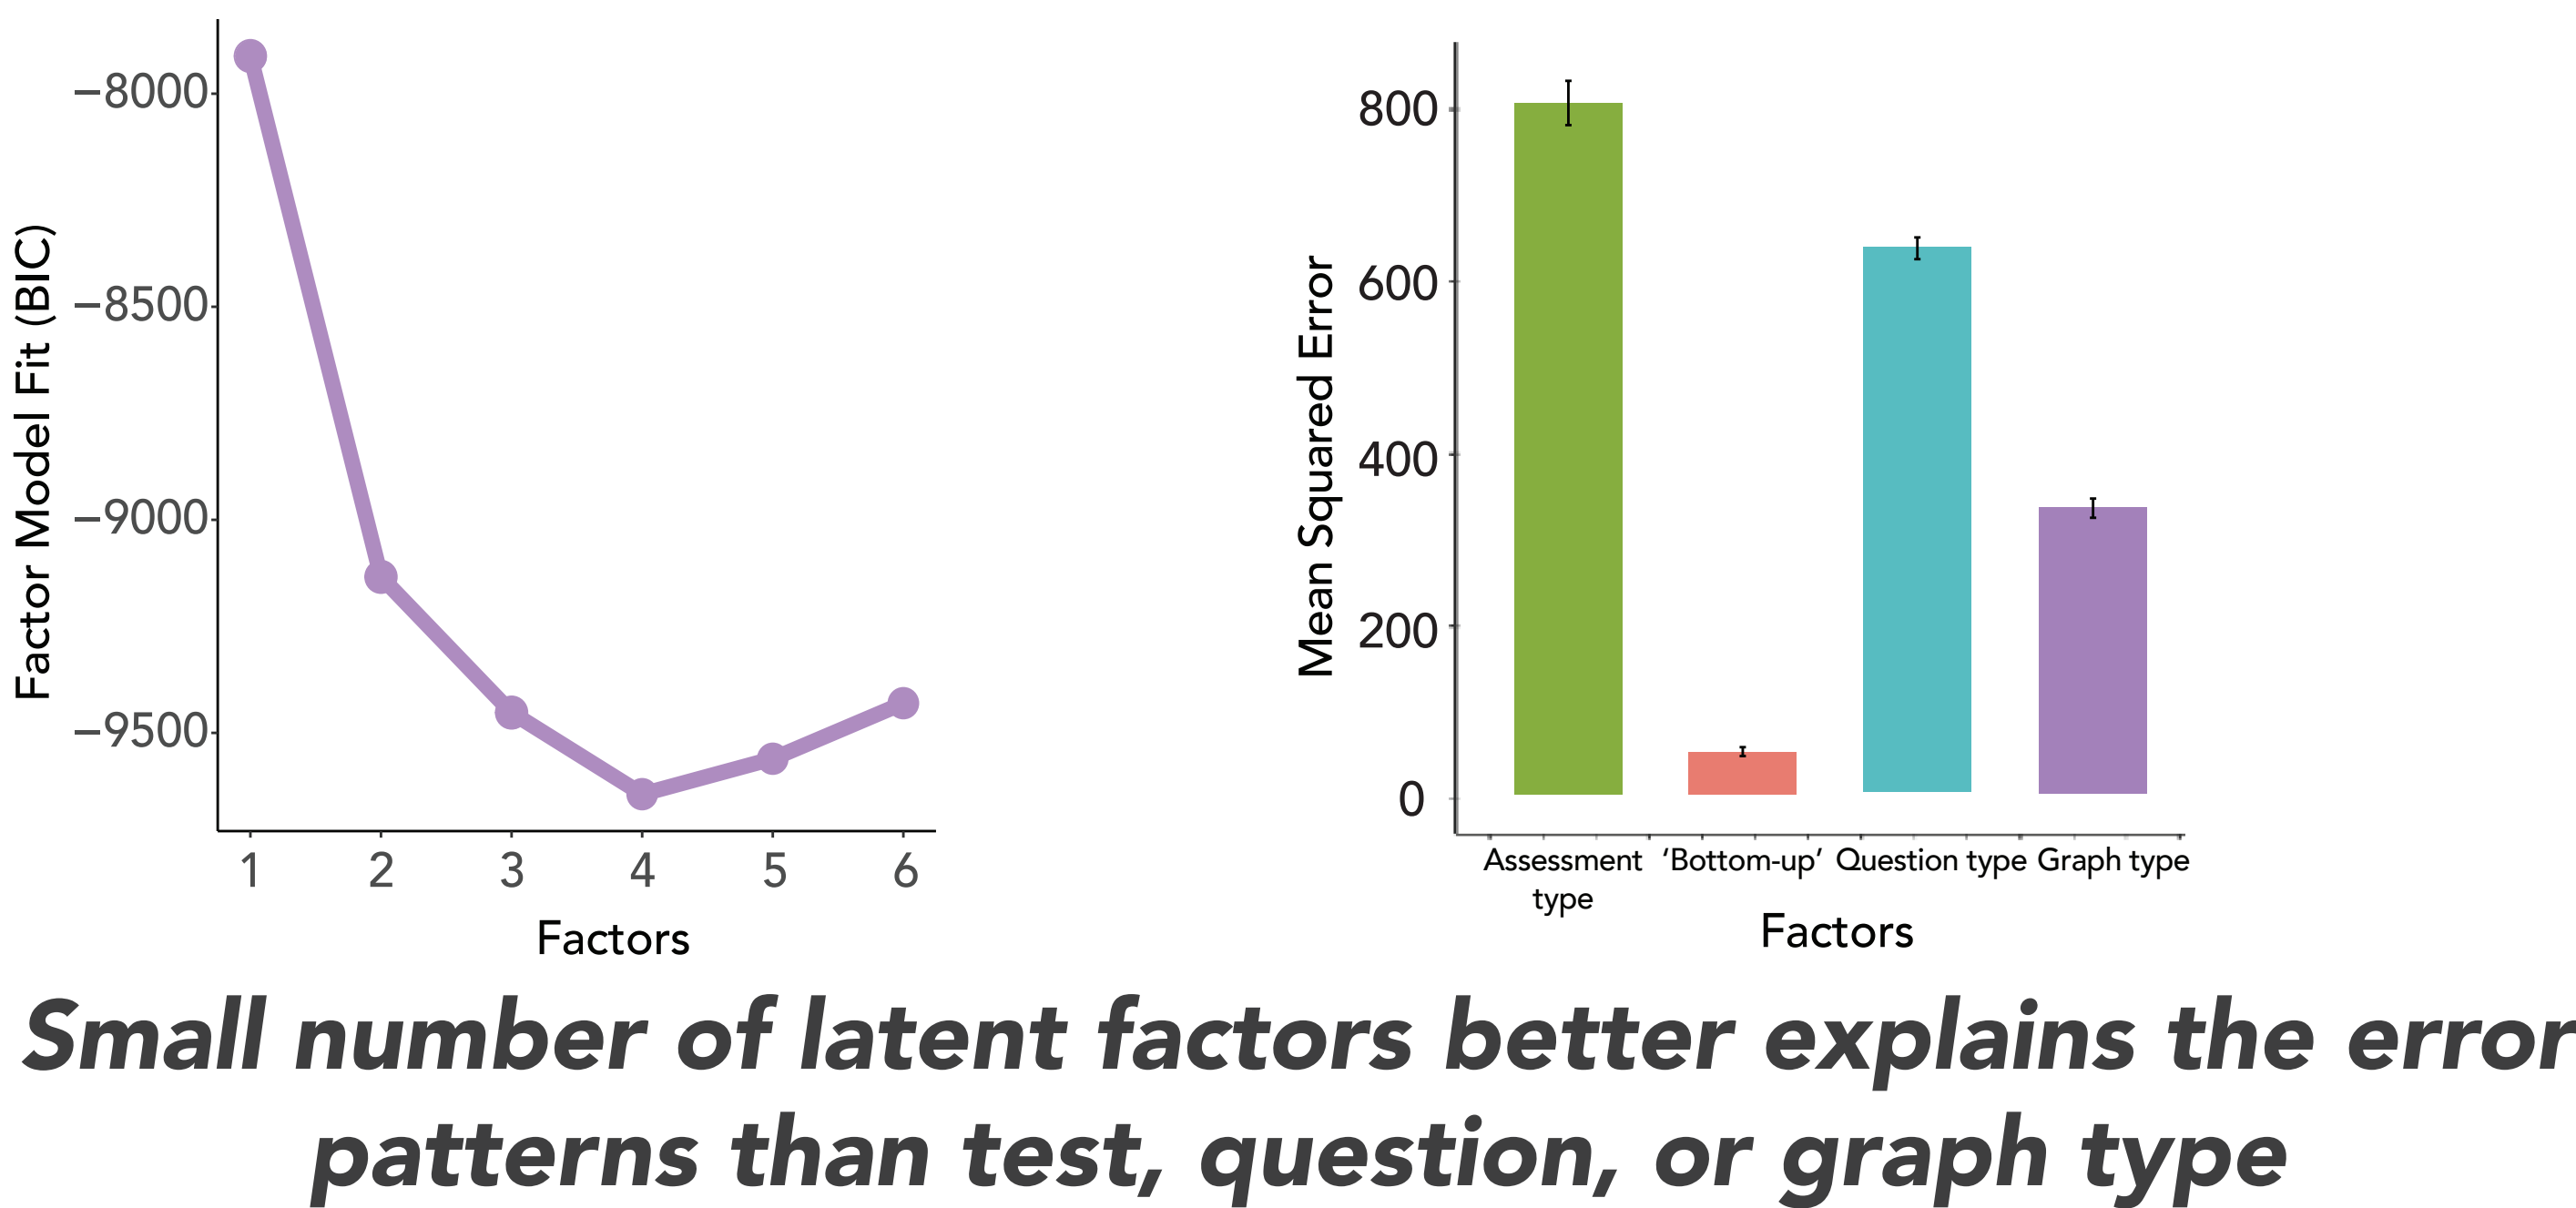 Factor Model Fit (BIC)
−8000
−8500
−9000
−9500
1 2 3 4 5 6
Factors
Mean Squared Error
800
600
400
200
0
Assessment type
‘Bottom-up’
Question type
Graph type
Factors
Small number of latent factors better explains the error
patterns than test, question, or graph type